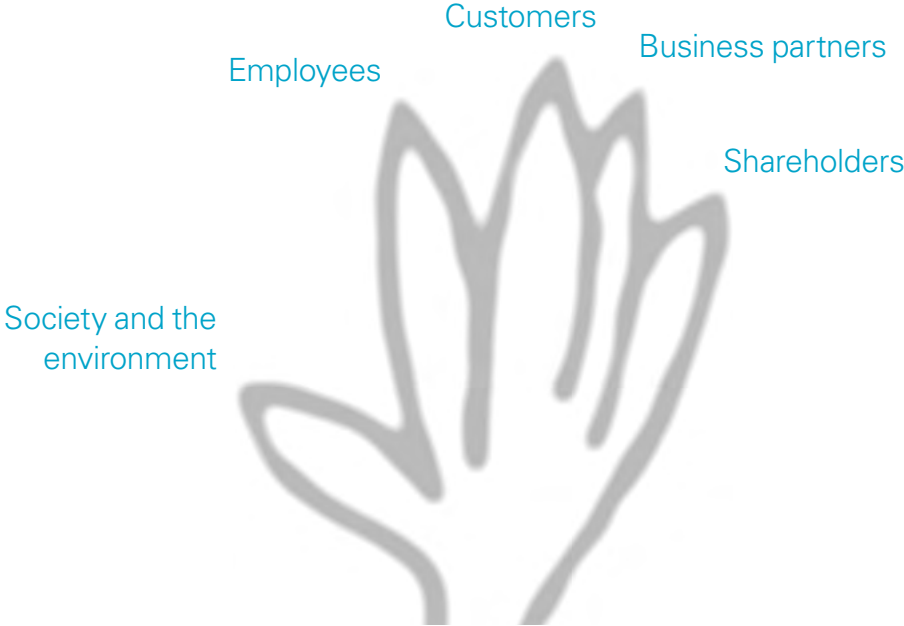 Customers
Business partners
Employees
Shareholders
Society and the
environment